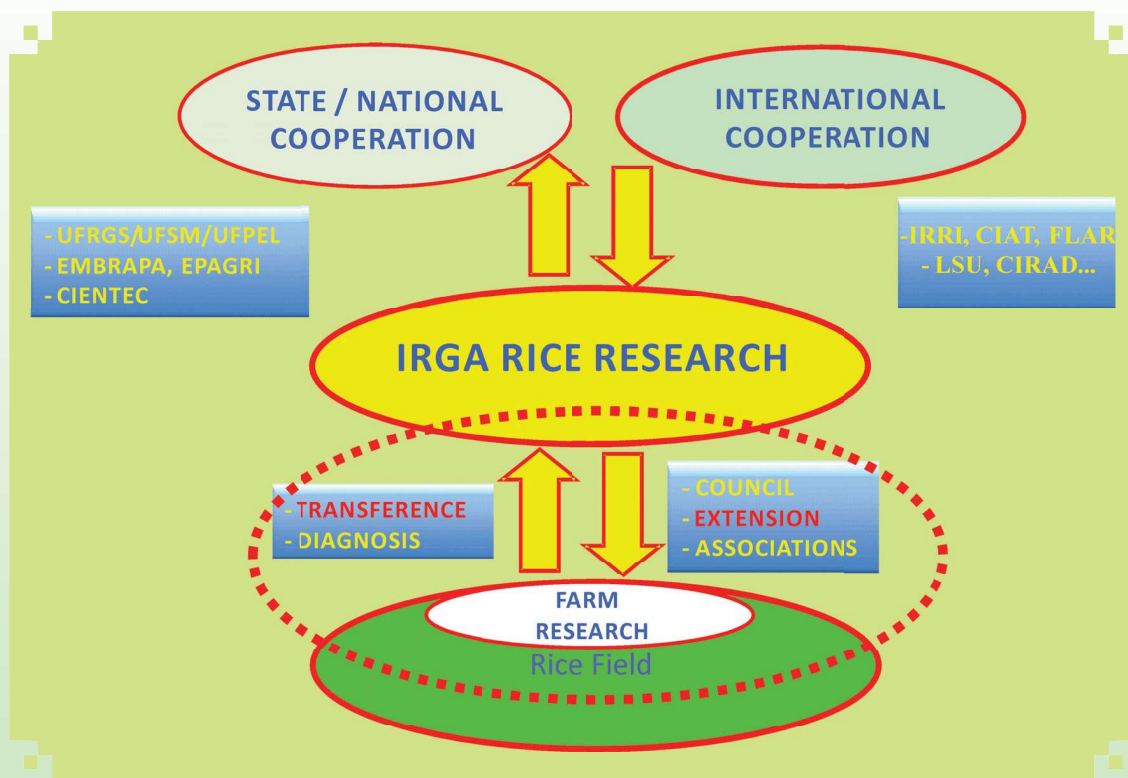 STATE / NATIONAL
COOPERATION
INTERNATIONAL
COOPERATION
- UFRGS/UFSM/UFPEL
- EMBRAPA, EPAGRI
- CIENTEC
-IRRI, CIAT, FLAR
- LSU, CIRAD...
IRGA RICE RESEARCH
- TRANSFERENCE
- DIAGNOSIS
- COUNCIL
- EXTENSION
- ASSOCIATIONS
FARM
RESEARCH
Rice Field